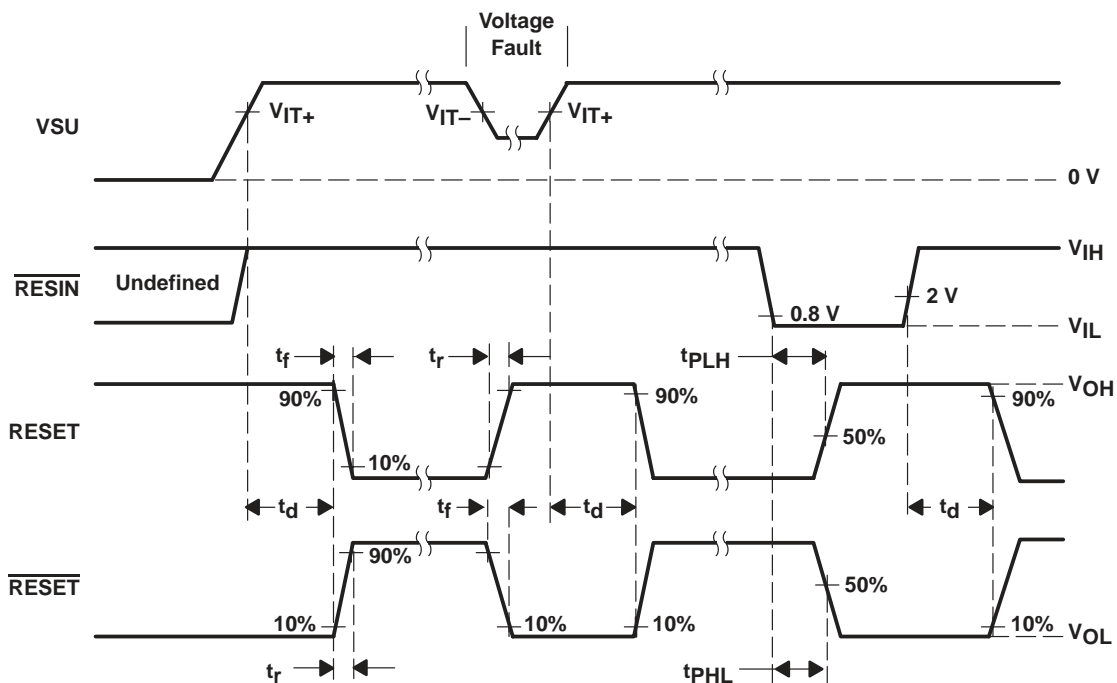 Voltage
Fault
VSU
VIT+
VIT–
VIT+
0 V
RESIN
Undefined
0.8 V
2 V
VIH
VIL
tf
tr
tPLH
RESET
90%
10%
90%
50%
VOH
90%
td
tf
td
td
RESET
10%
90%
10%
10%
50%
10%
VOL
tr
tPHL